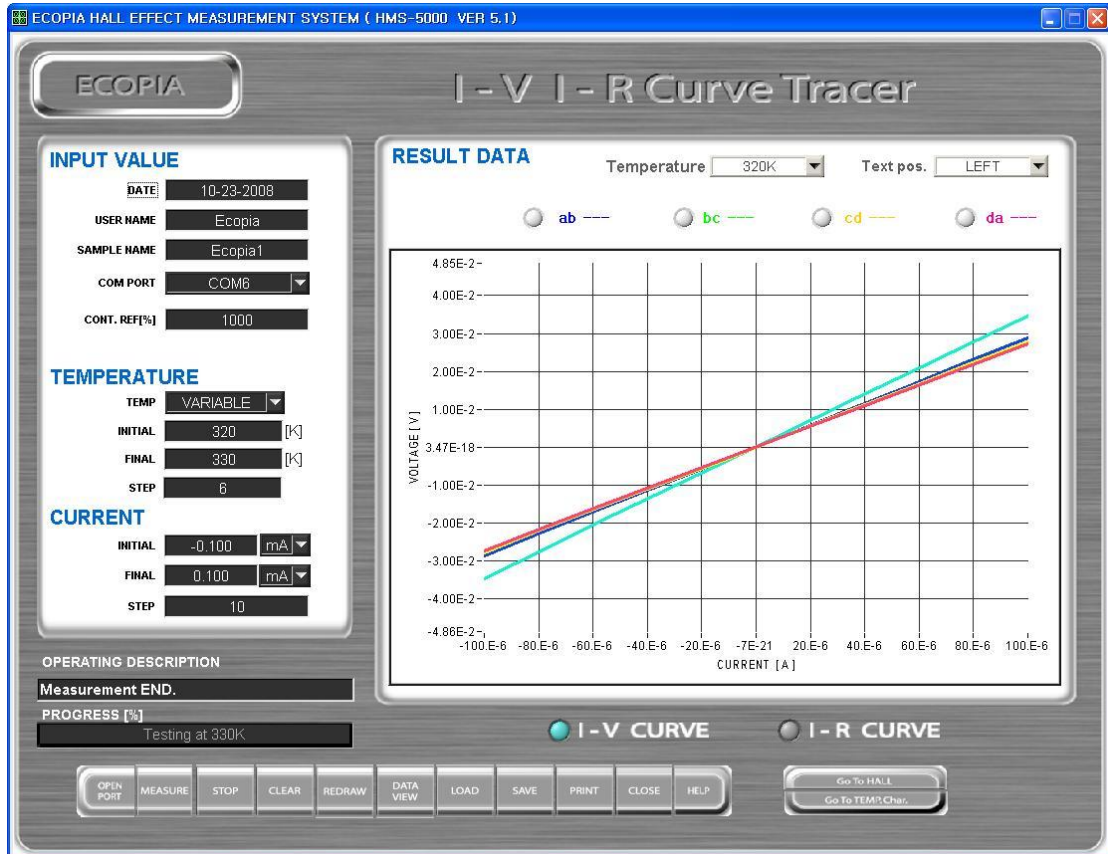 ECOPIA HALL EFFECT MEASUREMENT SYSTEM ( HMS-5000 VER 5.1)
ECOPIA
I - V I - R Curve Tracer
INPUT VALUE
DATE 10-23-2008
USER NAME Ecopia
SAMPLE NAME Ecopia1
COM PORT COM6
CONT. REF[%] 1000
TEMPERATURE
TEMP VARIABLE
INITIAL 320 [K]
FINAL 330 [K]
STEP 6
CURRENT
INITIAL -0.100 mA
FINAL 0.100 mA
STEP 10
OPERATING DESCRIPTION
Measurement END.
PROGRESS [%]
Testing at 330K
RESULT DATA
Temperature 320K Text pos. LEFT
ab --- bc --- cd --- da ---
4.85E-2
4.00E-2
3.00E-2
2.00E-2
1.00E-2
3.47E-18
-1.00E-2
-2.00E-2
-3.00E-2
-4.00E-2
-4.86E-2
VOLTAGE [ V ]
-100.E-6 -80.E-6 -60.E-6 -40.E-6 -20.E-6 -7E-21 20.E-6 40.E-6 60.E-6 80.E-6 100.E-6
CURRENT [ A ]
I - V CURVE I - R CURVE
OPEN PORT MEASURE STOP CLEAR REDRAW DATA VIEW LOAD SAVE PRINT CLOSE HELP
Go To HALL
Go To TEMP.Char.